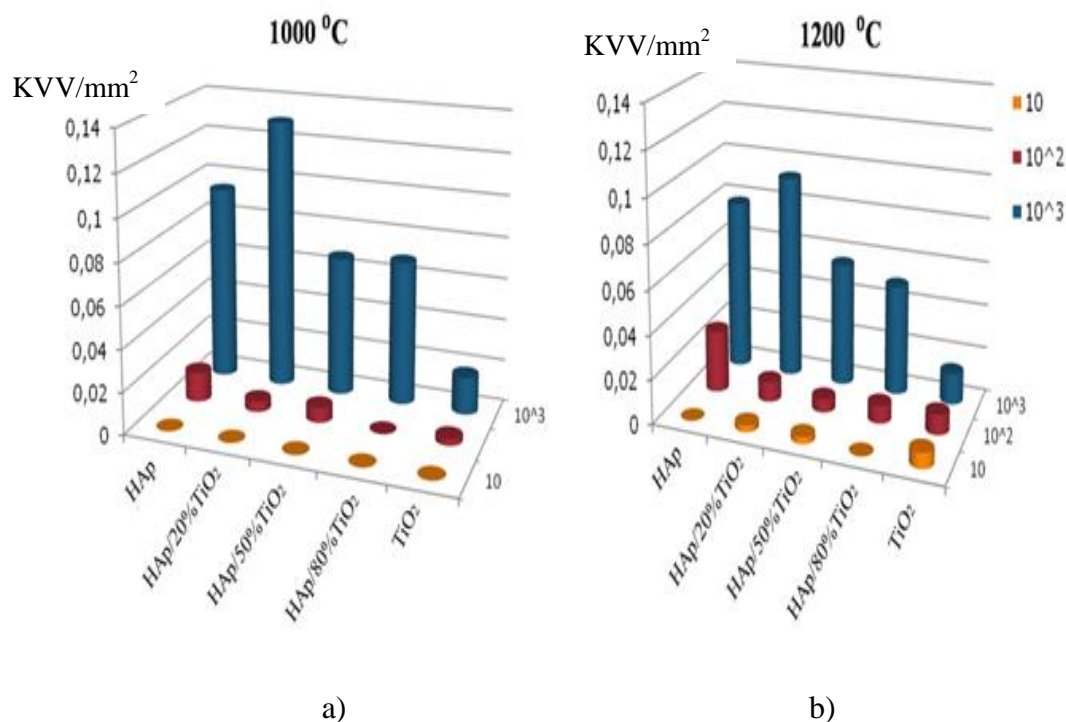 1000 ⁰C
KVV/mm²
0,14
0,12
0,1
0,08
0,06
0,04
0,02
0
HAp
HAp/20%TiO₂
HAp/50%TiO₂
HAp/80%TiO₂
TiO₂
10^3
10
a)
1200 ⁰C
KVV/mm²
0,14
0,12
0,1
0,08
0,06
0,04
0,02
0
HAp
HAp/20%TiO₂
HAp/50%TiO₂
HAp/80%TiO₂
TiO₂
10^3
10^2
10
10
10^2
10^3
b)